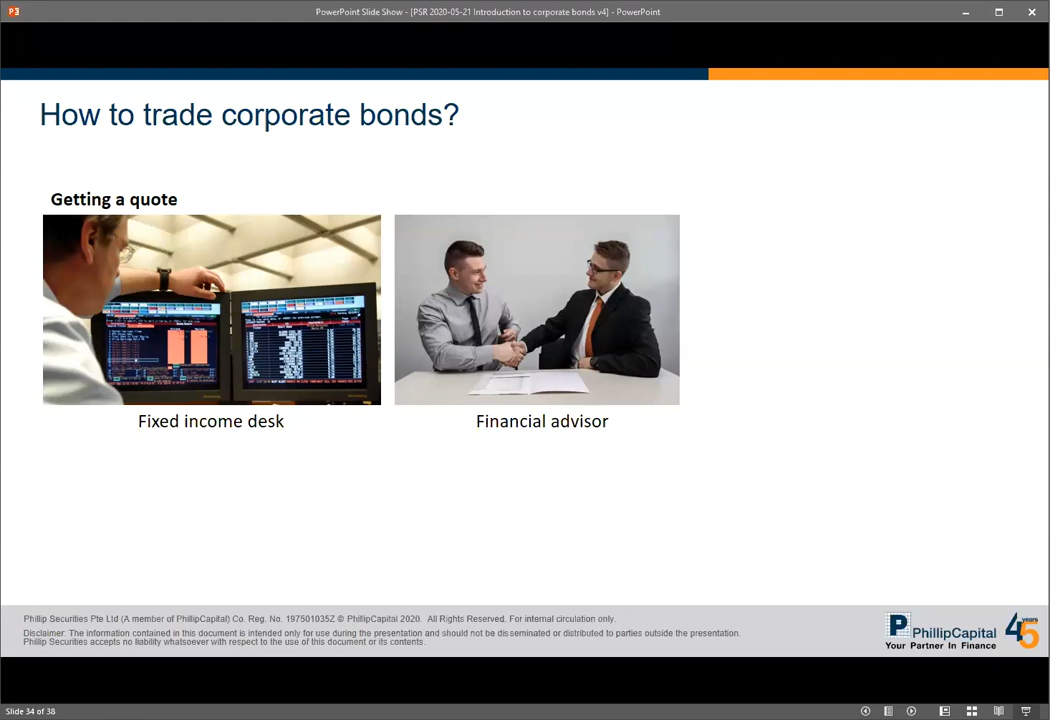 PowerPoint Slide Show - [PSR 2020-05-21 Introduction to corporate bonds v4] - PowerPoint
How to trade corporate bonds?
Getting a quote
Fixed income desk
Financial advisor
Phillip Securities Pte Ltd (A member of PhillipCapital) Co. Reg. No. 197501035Z © PhillipCapital 2020. All Rights Reserved. For internal circulation only.
Disclaimer: The information contained in this document is intended only for use during the presentation and should not be disseminated or distributed to parties outside the presentation.
Phillip Securities accepts no liability whatsoever with respect to the use of this document or its contents.
P PhillipCapital
Your Partner In Finance
45 years
Slide 34 of 38